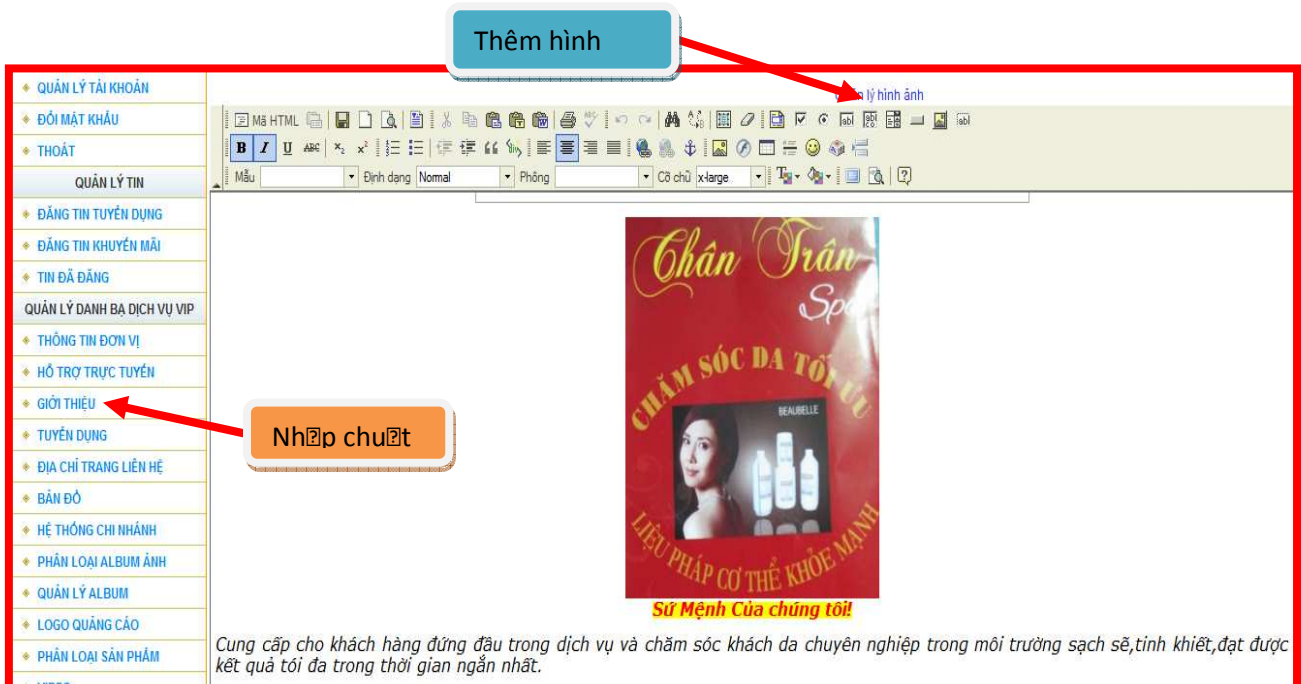 Thêm hình
QUẢN LÝ TÀI KHOẢN
ĐỔI MẬT KHẨU
THOÁT
QUẢN LÝ TIN
ĐĂNG TIN TUYỂN DỤNG
ĐĂNG TIN KHUYẾN MÃI
TIN ĐÃ ĐĂNG
QUẢN LÝ DANH BẠ DỊCH VỤ VIP
THÔNG TIN ĐƠN VỊ
HỖ TRỢ TRỰC TUYẾN
GIỚI THIỆU
TUYỂN DỤNG
ĐỊA CHỈ TRANG LIÊN HỆ
BẢN ĐỒ
HỆ THỐNG CHI NHÁNH
PHÂN LOẠI ALBUM ẢNH
QUẢN LÝ ALBUM
LOGO QUẢNG CÁO
PHÂN LOẠI SẢN PHẨM
Nh�p chu�t
lý hình ảnh
Mã HTML
Mẫu Định dạng Normal Phông Cỡ chữ x-large
Chân Trân
Spa
CHĂM SÓC DA TỐI ƯU
BEAUBELLE
LIỆU PHÁP CƠ THỂ KHỎE MẠNH
Sứ Mệnh Của chúng tôi!
Cung cấp cho khách hàng đứng đầu trong dịch vụ và chăm sóc khách da chuyên nghiệp trong môi trường sạch sẽ,tinh khiết,đạt được
kết quả tói đa trong thời gian ngắn nhất.